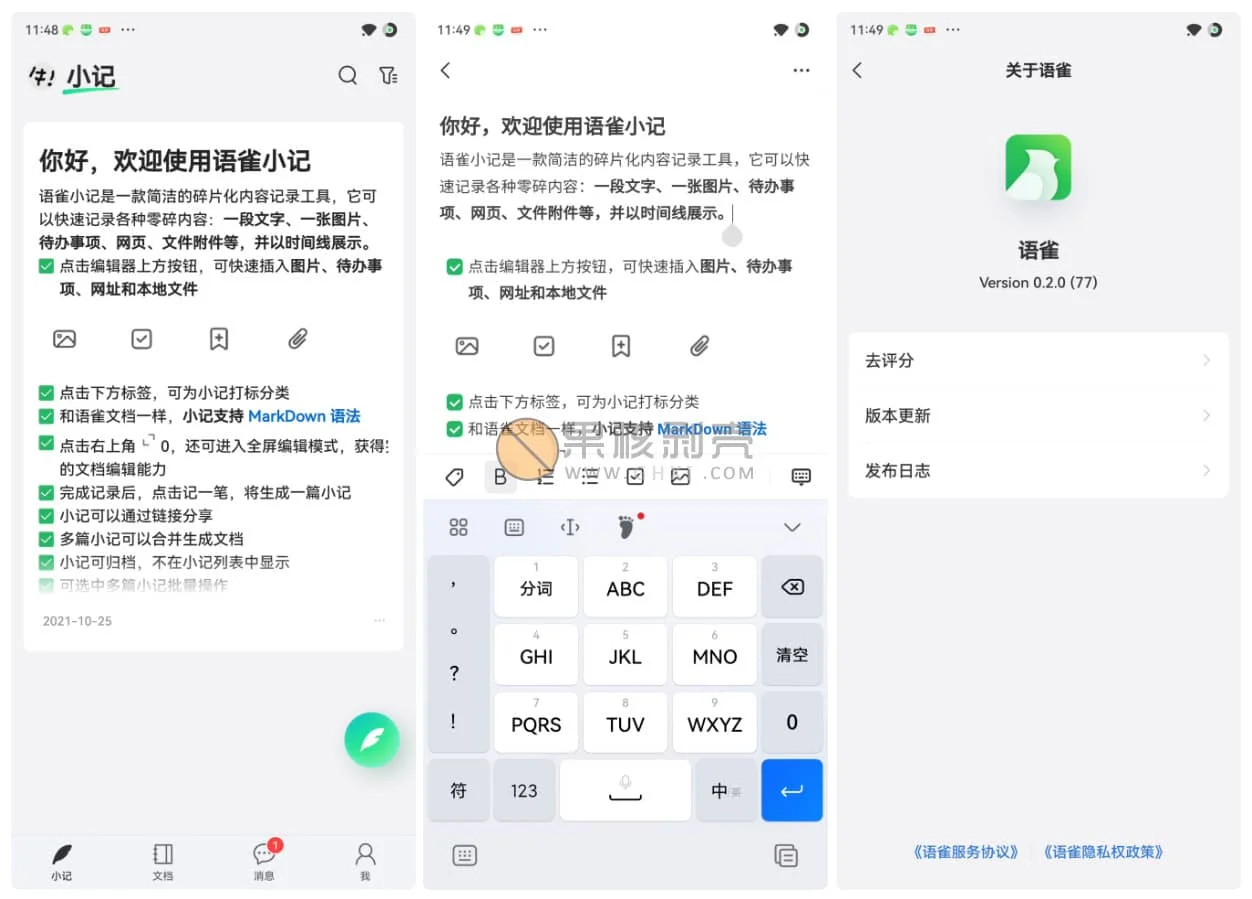 11:48
牛! 小记
你好，欢迎使用语雀小记
语雀小记是一款简洁的碎片化内容记录工具，它可
以快速记录各种零碎内容：一段文字、一张图片、
待办事项、网页、文件附件等，并以时间线展示。
点击编辑器上方按钮，可快速插入图片、待办事
项、网址和本地文件
点击下方标签，可为小记打标分类
和语雀文档一样，小记支持 MarkDown 语法
点击右上角 0，还可进入全屏编辑模式，获得!
的文档编辑能力
完成记录后，点击记一笔，将生成一篇小记
小记可以通过链接分享
多篇小记可以合并生成文档
小记可归档，不在小记列表中显示
可选中多篇小记批量操作
2021-10-25
小记
文档
1
消息
我
11:49
你好，欢迎使用语雀小记
语雀小记是一款简洁的碎片化内容记录工具，它可以快
速记录各种零碎内容：一段文字、一张图片、待办事
项、网页、文件附件等，并以时间线展示。
点击编辑器上方按钮，可快速插入图片、待办事
项、网址和本地文件
点击下方标签，可为小记打标分类
和语雀文档一样，小记支持 MarkDown 语法
果核剥壳
WWW.GHXI.COM
B
，
1
分词
2
ABC
3
DEF
。
4
GHI
5
JKL
6
MNO
清空
?
7
PQRS
8
TUV
9
WXYZ
0
!
符
123
中/英
11:49
关于语雀
语雀
Version 0.2.0 (77)
去评分
版本更新
发布日志
《语雀服务协议》
《语雀隐私权政策》